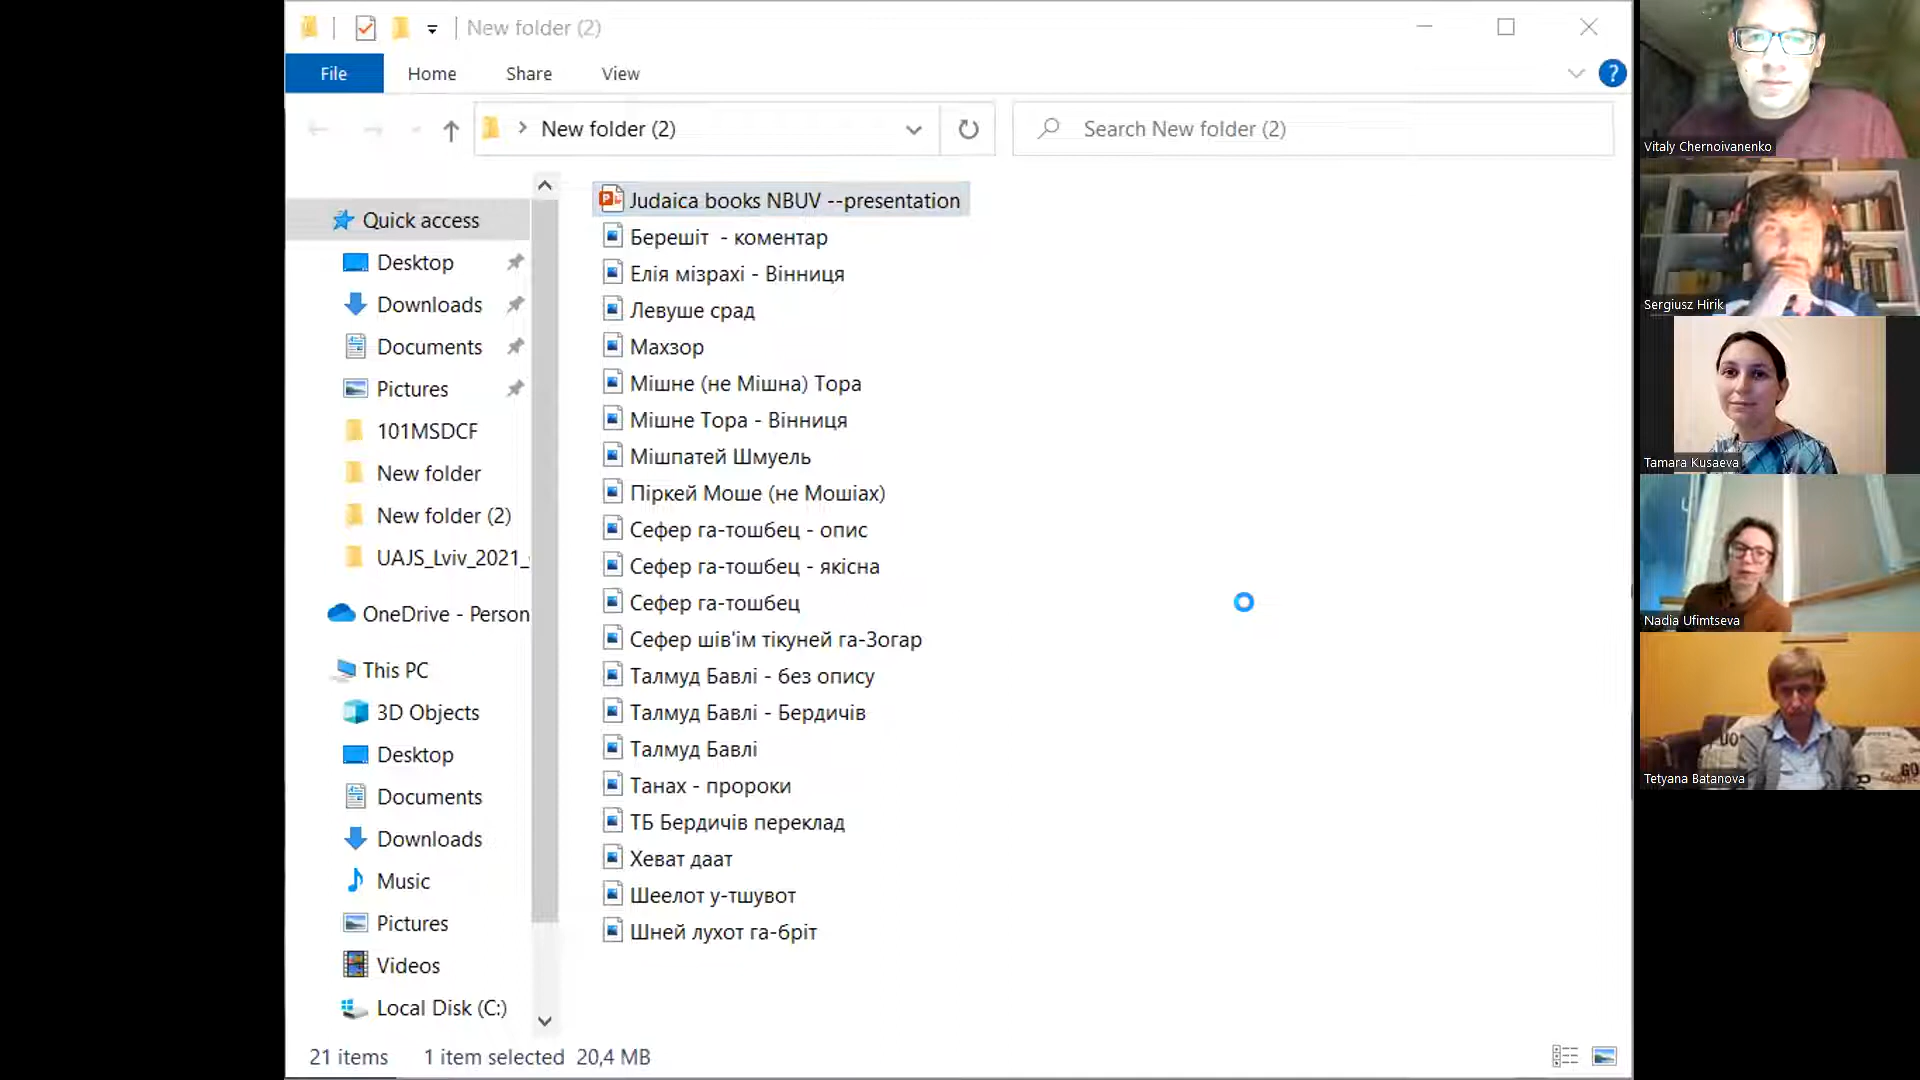 New folder (2)
File Home Share View
?
New folder (2)
Search New folder (2)
Quick access
Desktop
Downloads
Documents
Pictures
101MSDCF
New folder
New folder (2)
UAJS_Lviv_2021_
OneDrive - Person
This PC
3D Objects
Desktop
Documents
Downloads
Music
Pictures
Videos
Local Disk (C:)
Judaica books NBUV --presentation
Берешіт - коментар
Елія мізрахі - Вінниця
Левуше срад
Махзор
Мішне (не Мішна) Тора
Мішне Тора - Вінниця
Мішпатей Шмуель
Піркей Моше (не Мошіах)
Сефер га-тошбец - опис
Сефер га-тошбец - якісна
Сефер га-тошбец
Сефер шів'ім тікуней га-Зогар
Талмуд Бавлі - без опису
Талмуд Бавлі - Бердичів
Талмуд Бавлі
Танах - пророки
ТБ Бердичів переклад
Хеват даат
Шеелот у-тшувот
Шней лухот га-бріт
21 items 1 item selected 20,4 MB
Vitaly Chernoivanenko
Sergiusz Hirik
Tamara Kusaeva
Nadia Ufimtseva
Tetyana Batanova